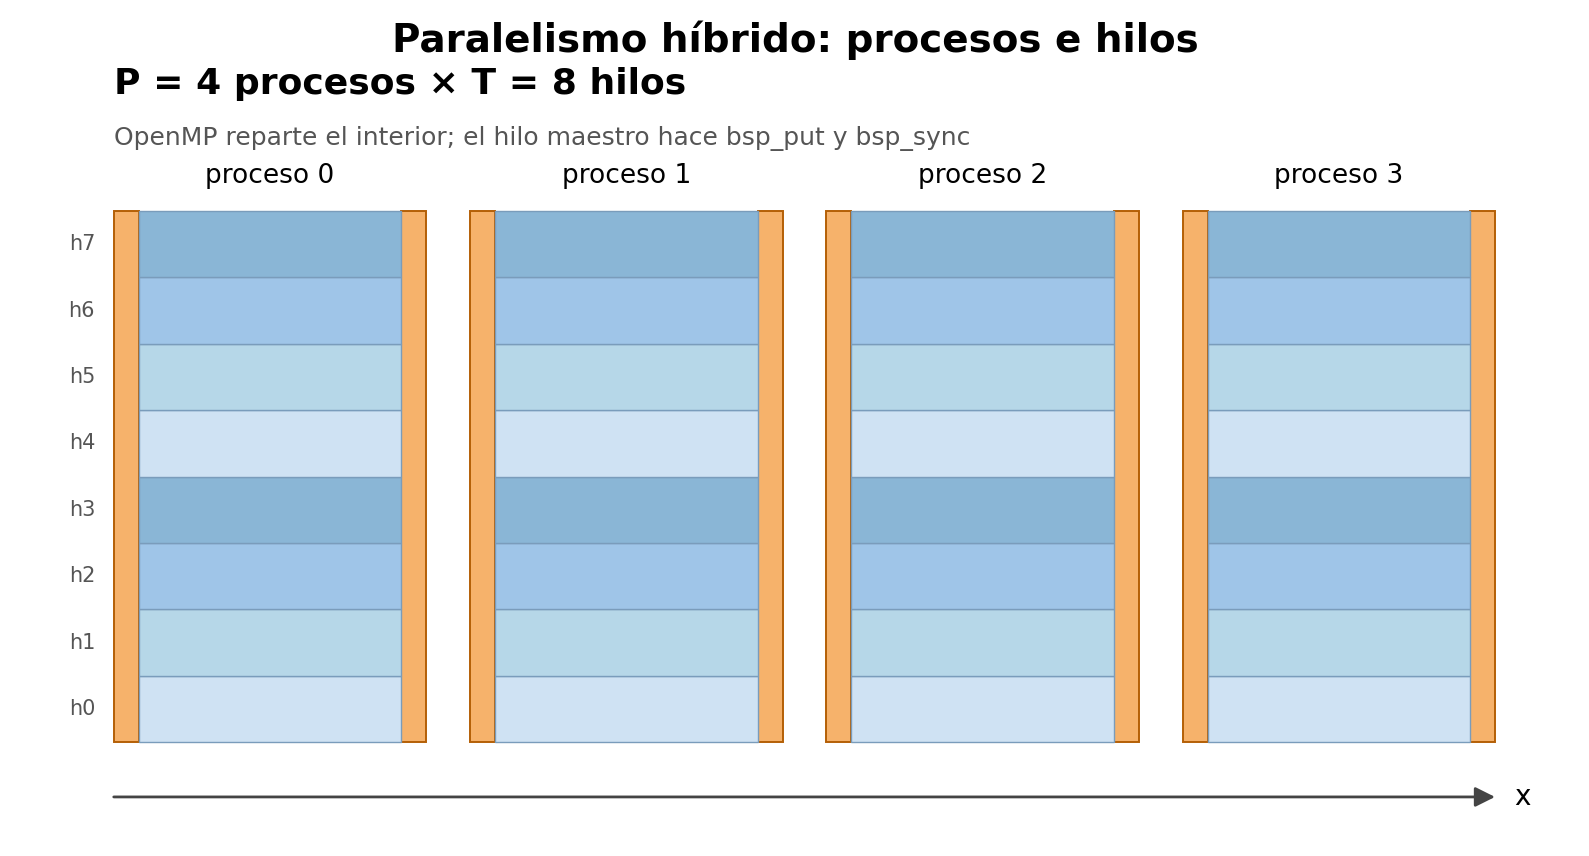 Paralelismo híbrido: procesos e hilos
P = 4 procesos × T = 8 hilos
OpenMP reparte el interior; el hilo maestro hace bsp_put y bsp_sync
proceso 0 proceso 1 proceso 2 proceso 3
h7
h6
h5
h4
h3
h2
h1
h0
x